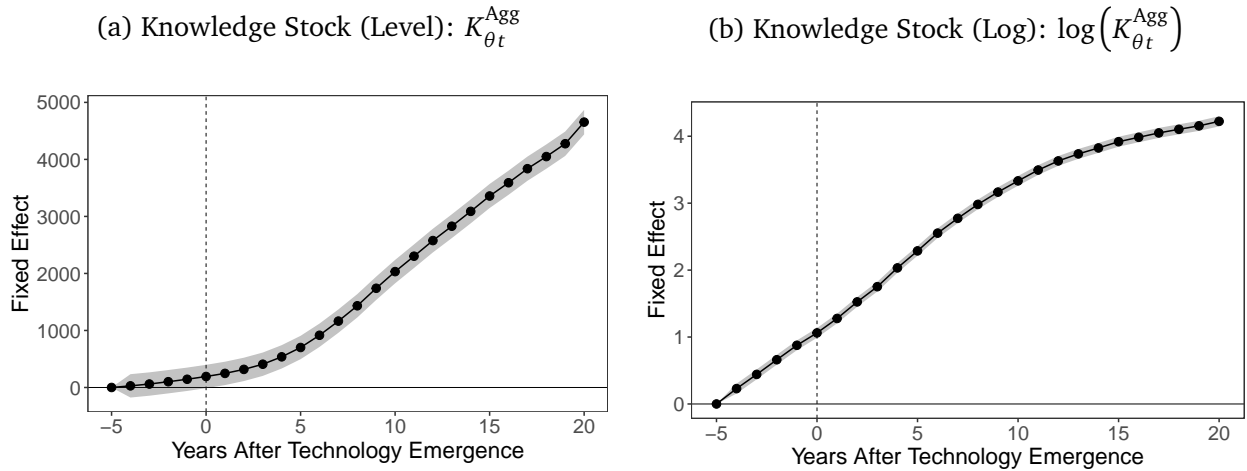 (a) Knowledge Stock (Level): K^Agg_θt
(b) Knowledge Stock (Log): log(K^Agg_θt)
5000
4000
3000
2000
1000
0
Fixed Effect
−5 0 5 10 15 20
Years After Technology Emergence
4
3
2
1
0
Fixed Effect
−5 0 5 10 15 20
Years After Technology Emergence